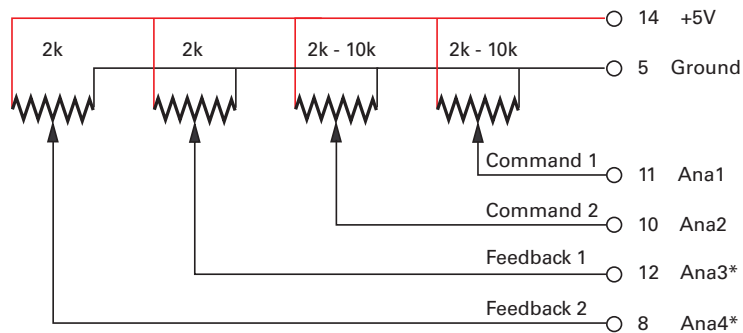 14 +5V
2k 2k 2k - 10k 2k - 10k
5 Ground
Command 1
11 Ana1
Command 2
10 Ana2
Feedback 1
12 Ana3*
Feedback 2
8 Ana4*